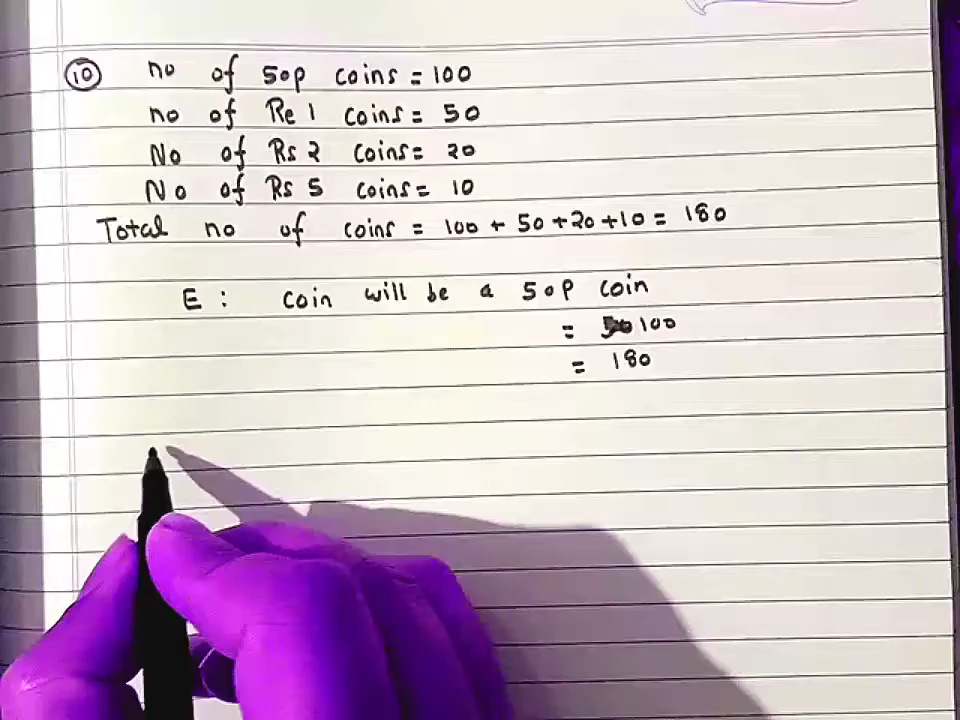 10 no of 50p coins = 100
no of Re 1 coins = 50
No of Rs 2 coins = 20
No of Rs 5 coins = 10
Total no of coins = 100 + 50 + 20 + 10 = 180
E : coin will be a 50P coin
= 100
= 180